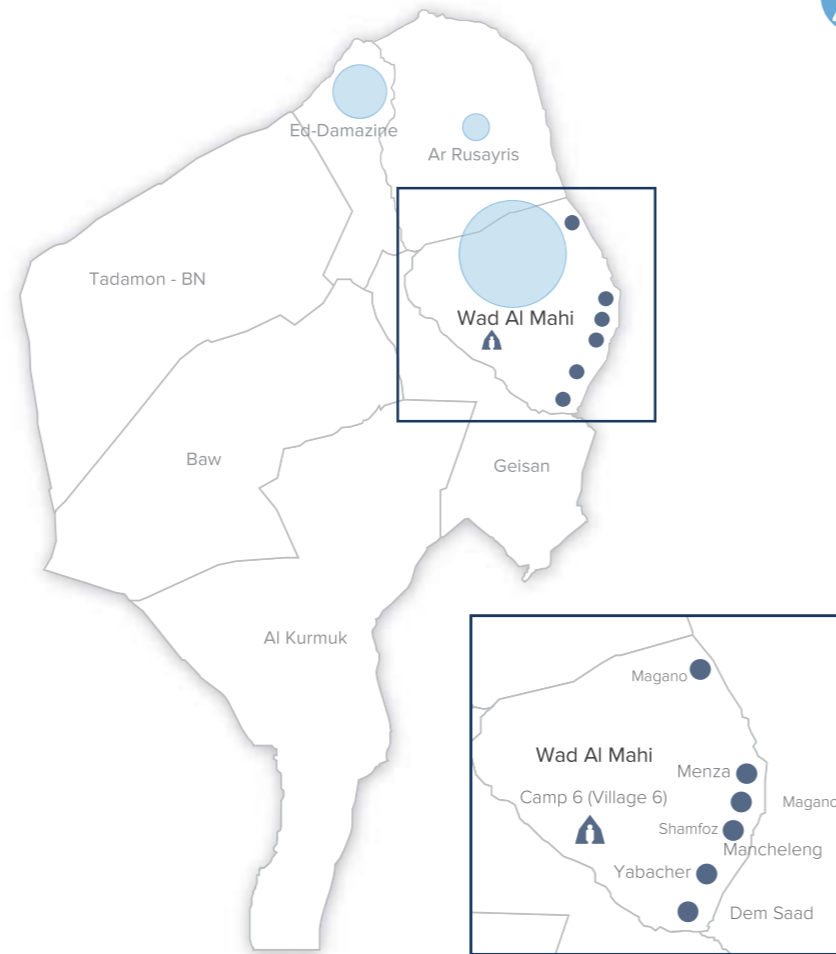 Ed-Damazine
Ar Rusayris
Tadamon - BN
Wad Al Mahi
Baw
Geisan
Al Kurmuk
Magano
Wad Al Mahi
Menza
Camp 6 (Village 6)
Magano
Shamfoz
Mancheleng
Yabacher
Dem Saad